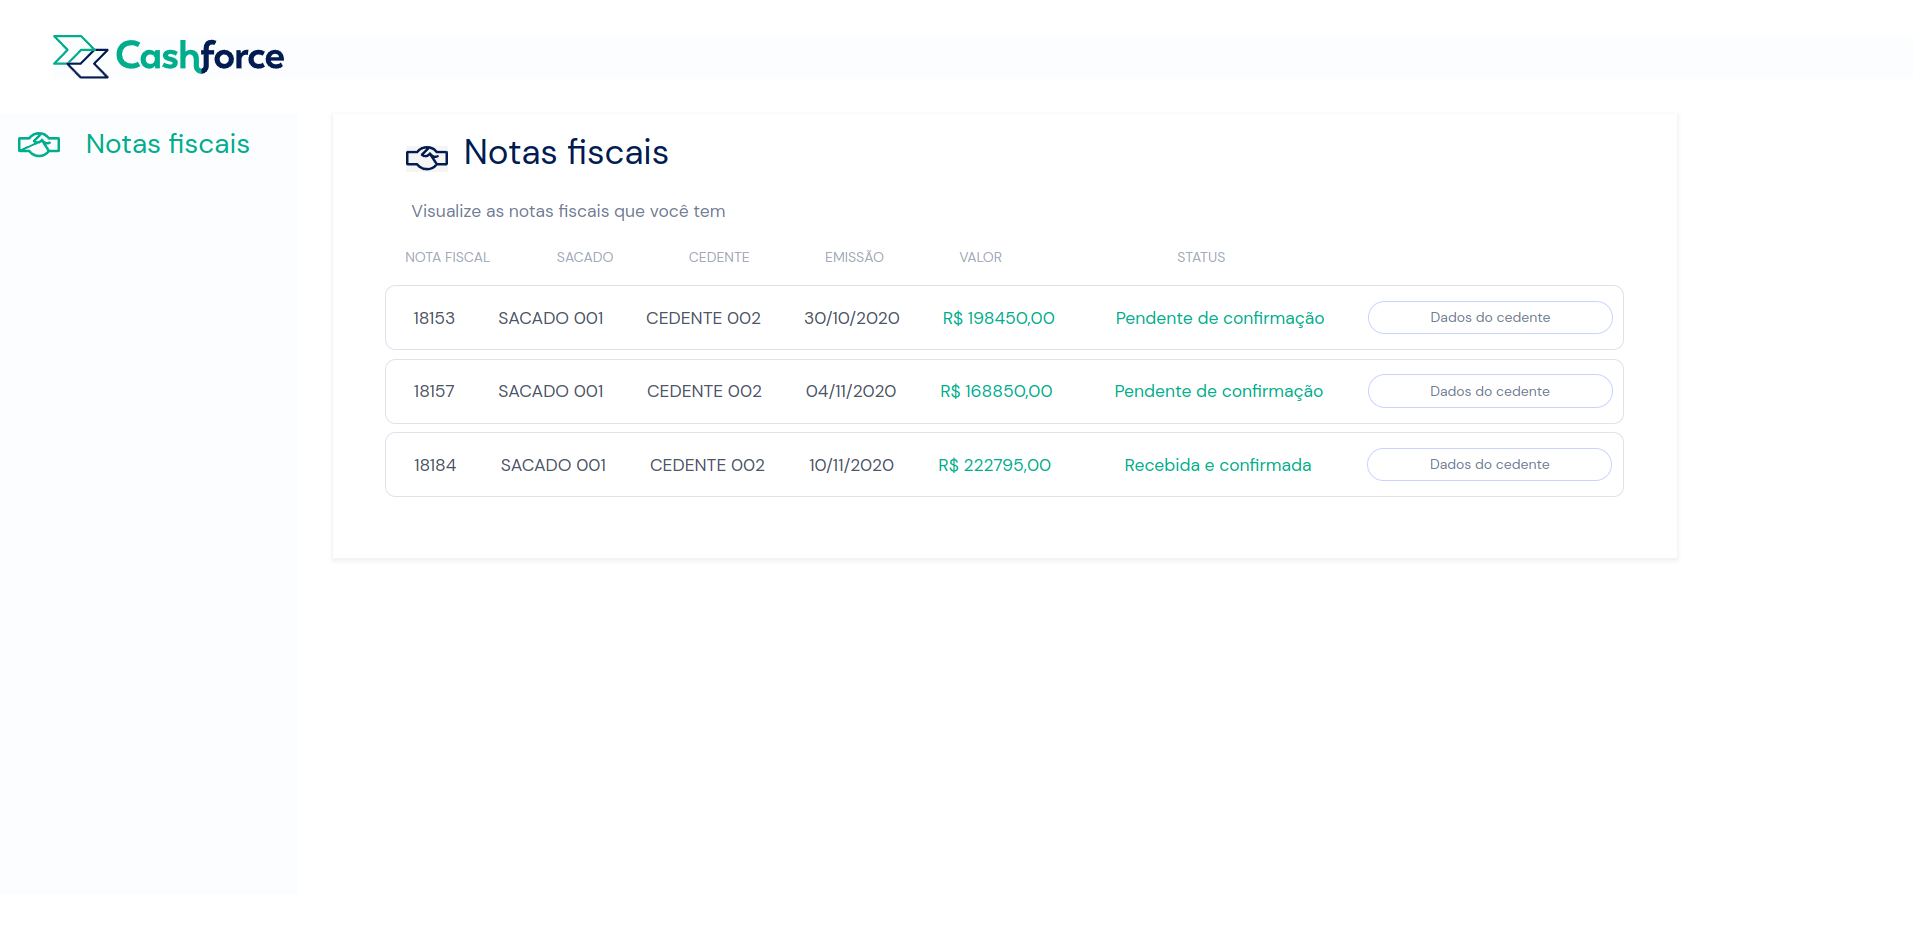 Cashforce
Notas fiscais
Notas fiscais
Visualize as notas fiscais que você tem
NOTA FISCAL SACADO CEDENTE EMISSÃO VALOR STATUS
18153 SACADO 001 CEDENTE 002 30/10/2020 R$ 198450,00 Pendente de confirmação Dados do cedente
18157 SACADO 001 CEDENTE 002 04/11/2020 R$ 168850,00 Pendente de confirmação Dados do cedente
18184 SACADO 001 CEDENTE 002 10/11/2020 R$ 222795,00 Recebida e confirmada Dados do cedente